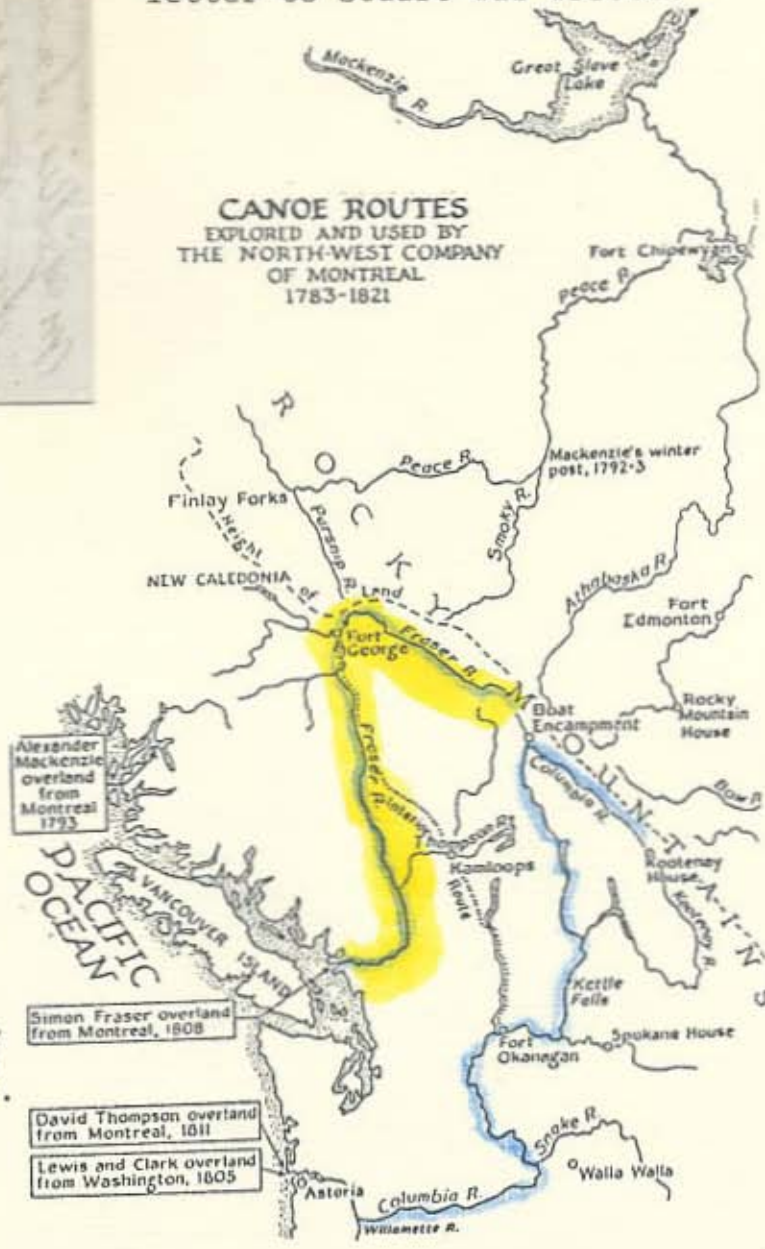 Mackenzie R.
Great Slave
Lake
CANOE ROUTES
EXPLORED AND USED BY
THE NORTH-WEST COMPANY
OF MONTREAL
1783-1821
Fort Chipewyan
Peace R.
ROCKY
Peace R.
Mackenzie's winter
post, 1792-3
Finlay Forks
Parsnip R.
Smoky R.
Height
of
Land
NEW CALEDONIA
Athabaska R.
Fort
Edmonton
Fort
George
Fraser R.
MOUNTAINS
Boat
Encampment
Rocky
Mountain
House
Alexander
Mackenzie
overland
from
Montreal
1793
Fraser R.
Columbia R.
Bow R.
Thompson R.
Kamloops
Route
Kootenay
House
Kootenay R.
PACIFIC
OCEAN
VANCOUVER ISLAND
Simon Fraser overland
from Montreal, 1808
Kettle
Falls
Fort
Okanagan
Spokane House
David Thompson overland
from Montreal, 1811
Lewis and Clark overland
from Washington, 1805
Snake R.
Walla Walla
Astoria
Columbia R.
Willamette R.